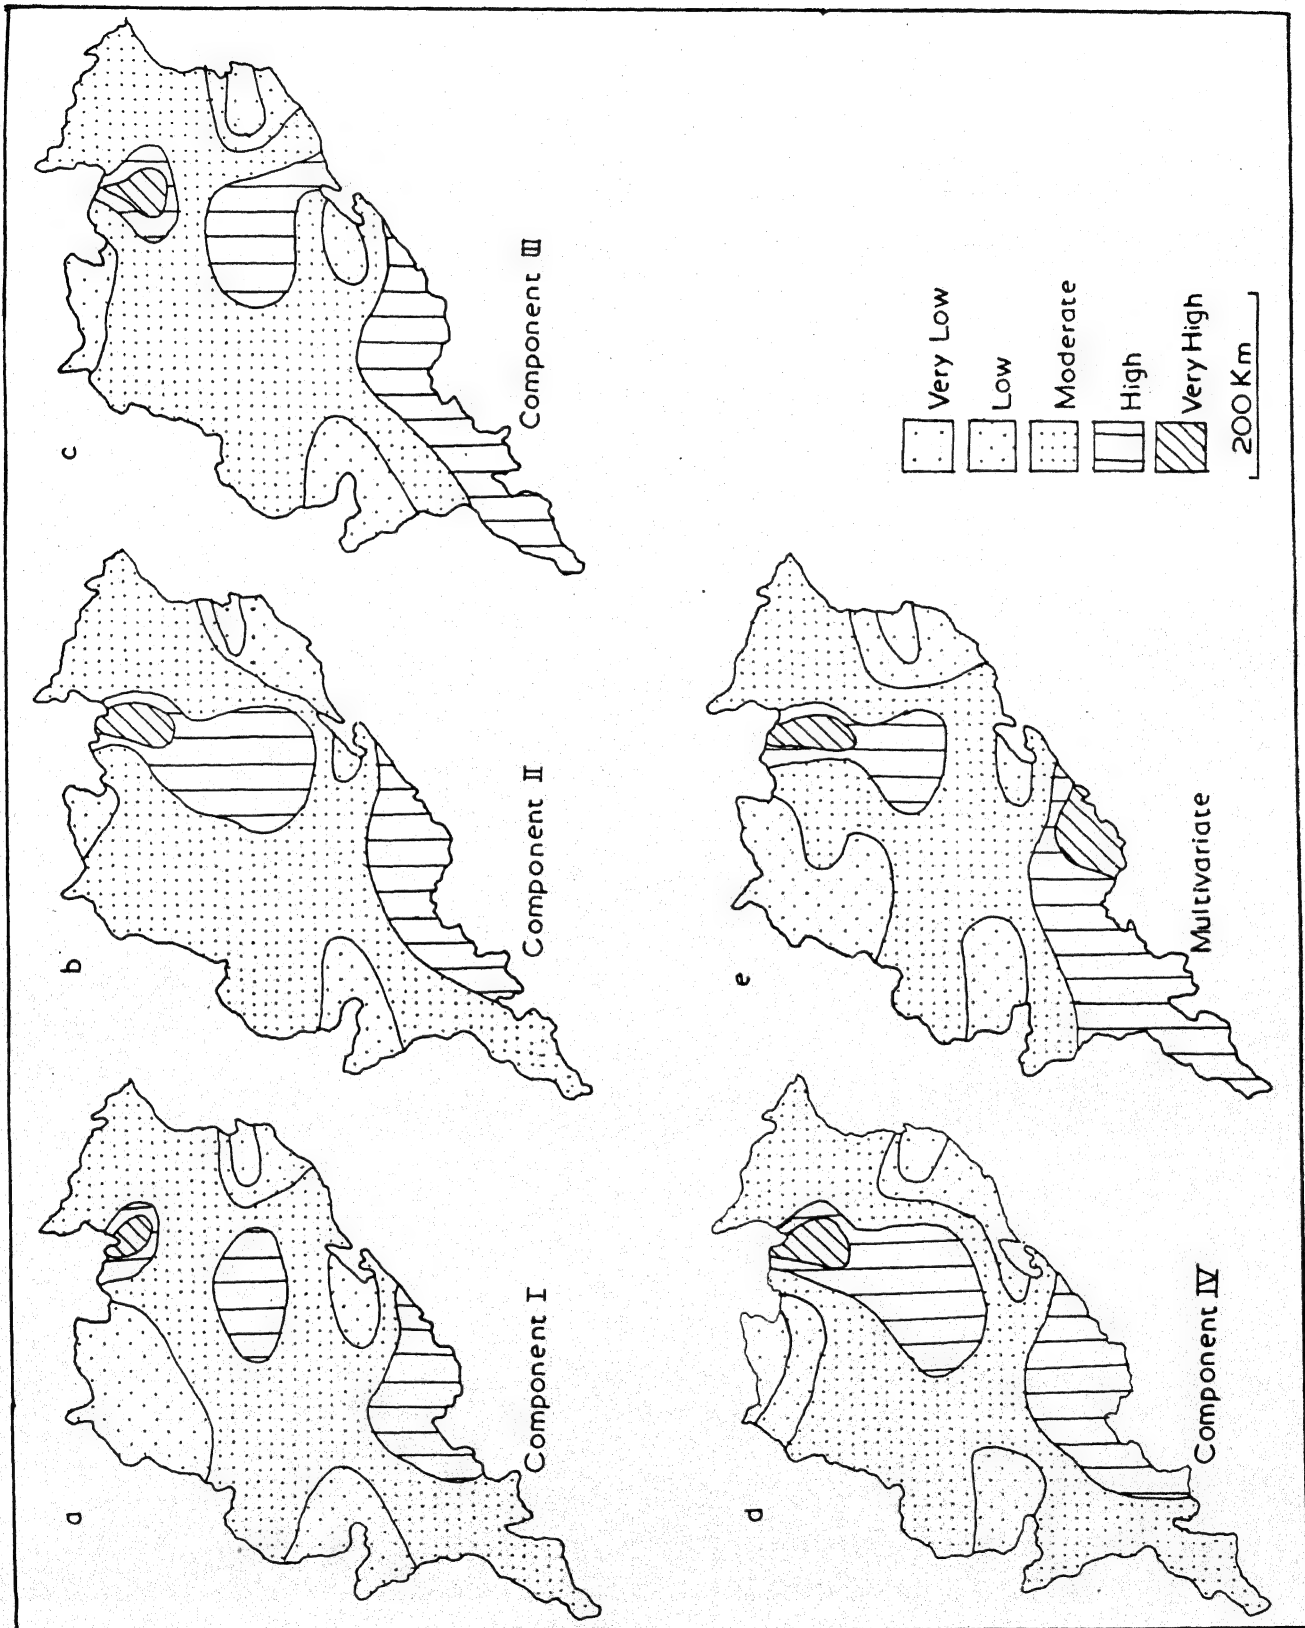 a
Component I
b
Component II
c
Component III
d
Component IV
e
Multivariate
Very Low
Low
Moderate
High
Very High
200 Km